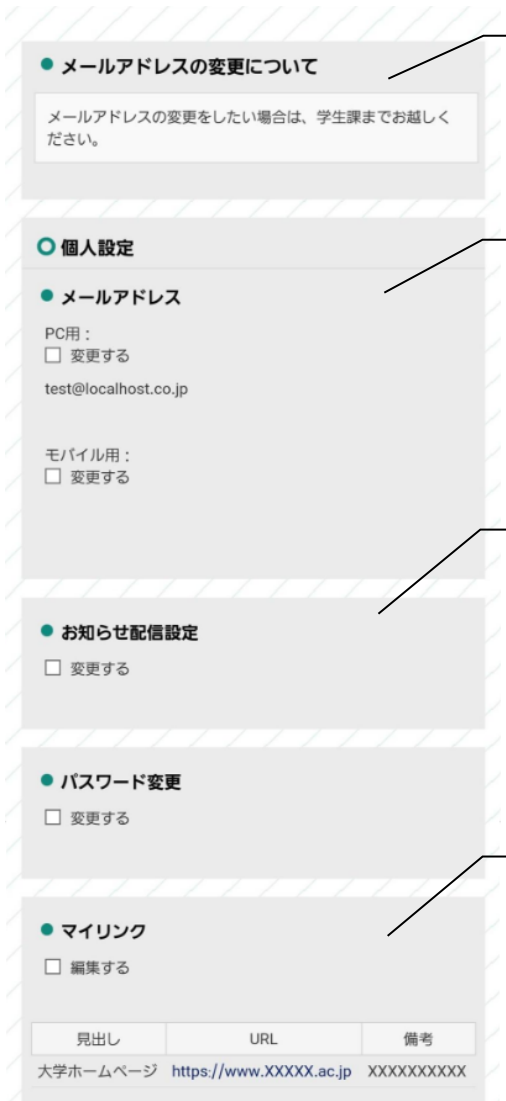 メールアドレスの変更について
メールアドレスの変更をしたい場合は、学生課までお越しく
ださい。
個人設定
メールアドレス
PC用：
変更する
test@localhost.co.jp
モバイル用：
変更する
お知らせ配信設定
変更する
パスワード変更
変更する
マイリンク
編集する
見出し URL 備考
大学ホームページ https://www.XXXXX.ac.jp XXXXXXXXXX